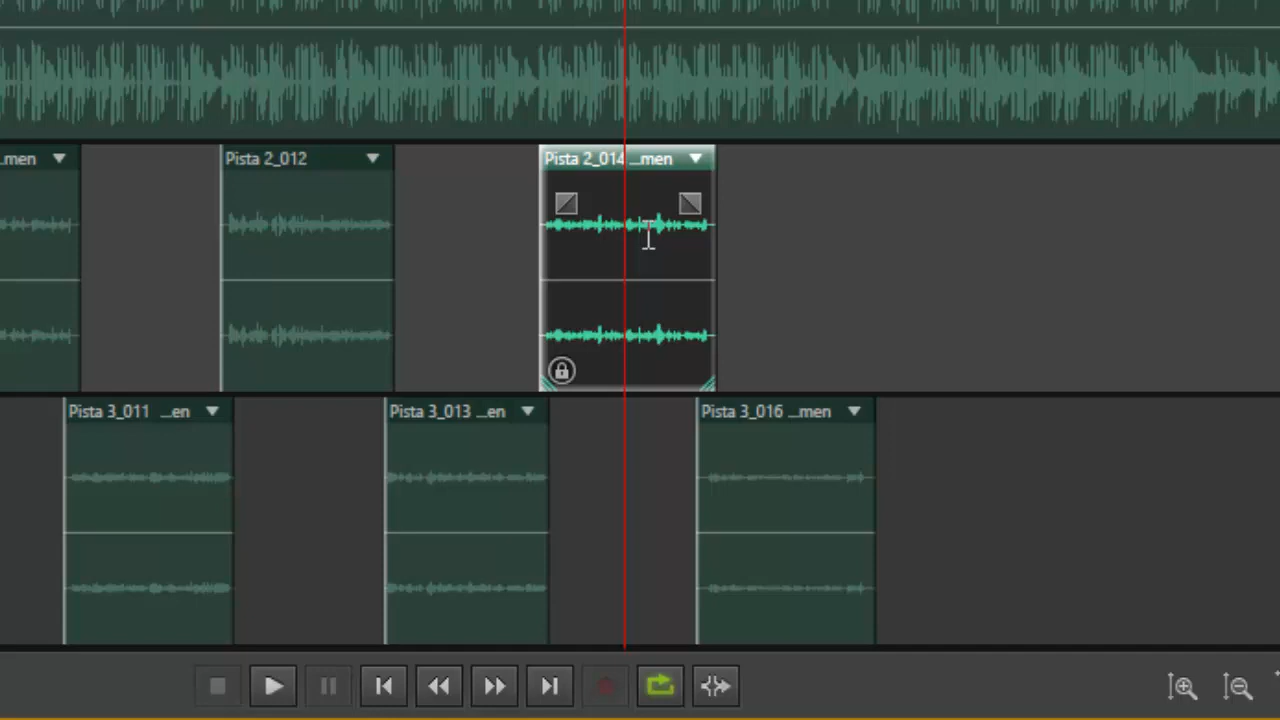 ...men
Pista 2_012
Pista 2_014 ...men
Pista 3_011 ...en
Pista 3_013 ...en
Pista 3_016 ...men